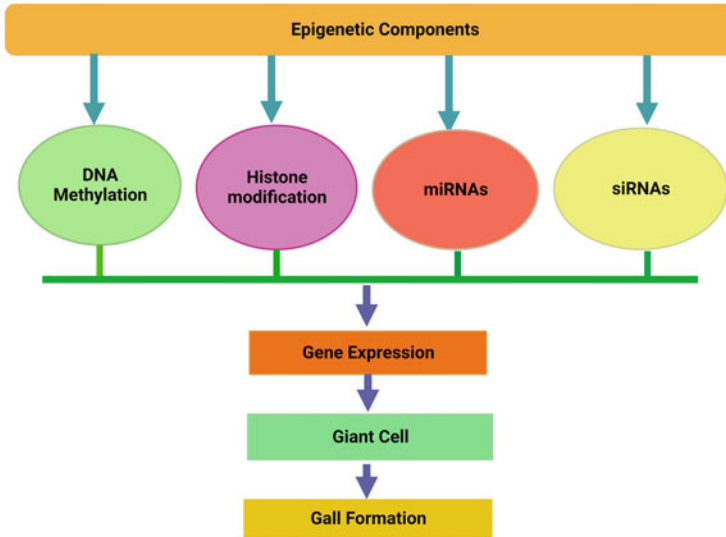 Epigenetic Components
DNA
Methylation
Histone
modification
miRNAs
siRNAs
Gene Expression
Giant Cell
Gall Formation